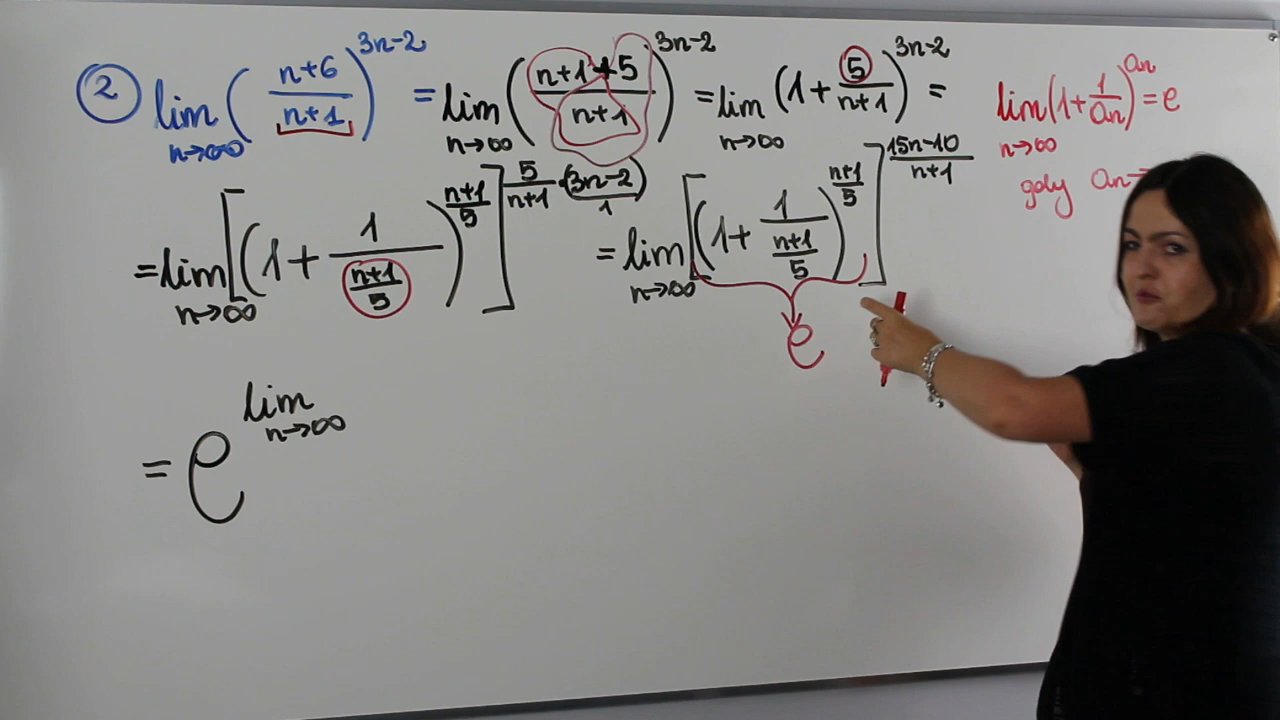 ② lim n→∞ ((n+6)/(n+1))^(3n-2) = lim n→∞ ((n+1+5)/(n+1))^(3n-2) = lim n→∞ (1 + 5/(n+1))^(3n-2) =
= lim n→∞ [(1 + 1/((n+1)/5))^((n+1)/5)]^(5/(n+1) · (3n-2)/1) = lim n→∞ [(1 + 1/((n+1)/5))^((n+1)/5)]^((15n-10)/(n+1))
e
= e^(lim n→∞)
lim n→∞ (1 + 1/an)^an = e
gdy an→